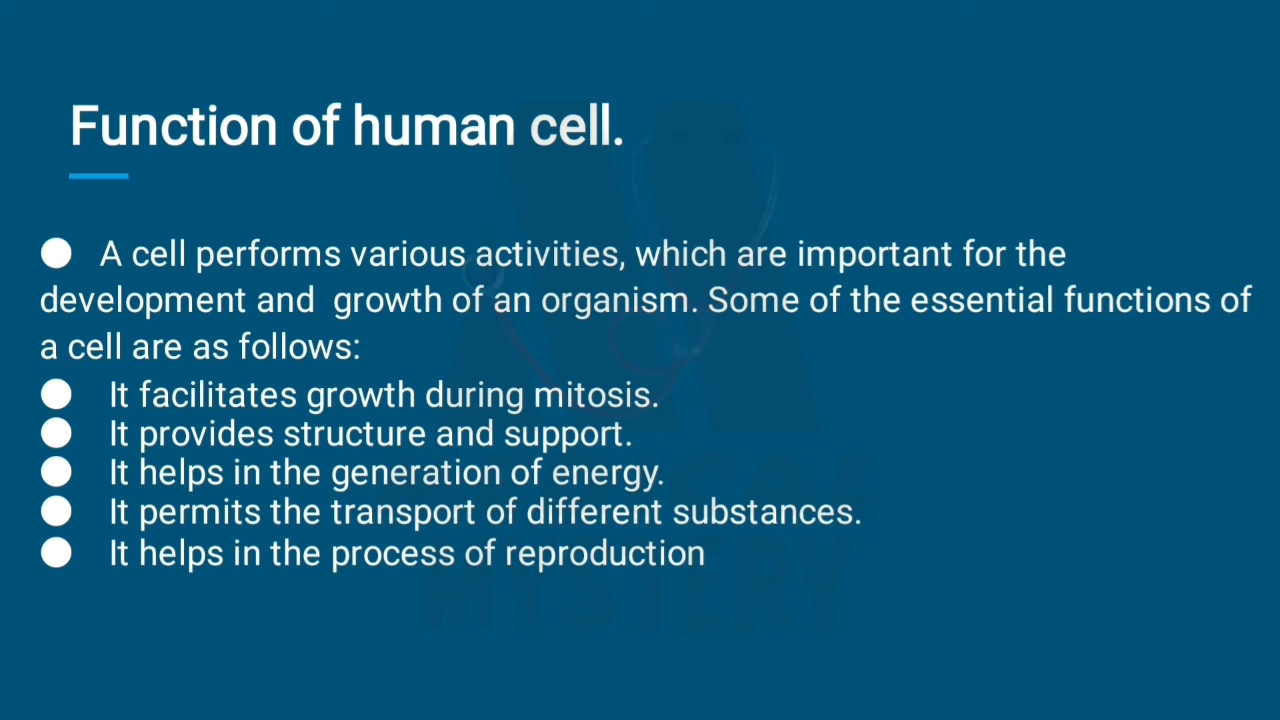 Function of human cell.
● A cell performs various activities, which are important for the
development and growth of an organism. Some of the essential functions of
a cell are as follows:
● It facilitates growth during mitosis.
● It provides structure and support.
● It helps in the generation of energy.
● It permits the transport of different substances.
● It helps in the process of reproduction
MYSTERY